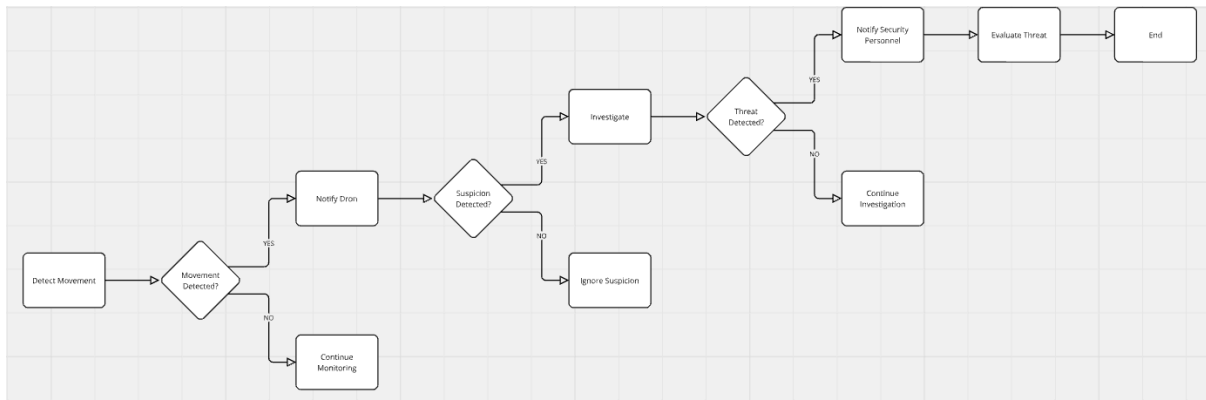 Notify Security
Personnel
Evaluate Threat
End
YES
Investigate
Threat
Detected?
NO
YES
Continue
Investigation
Notify Dron
Suspicion
Detected?
NO
YES
Ignore Suspicion
Detect Movement
Movement
Detected?
NO
Continue
Monitoring